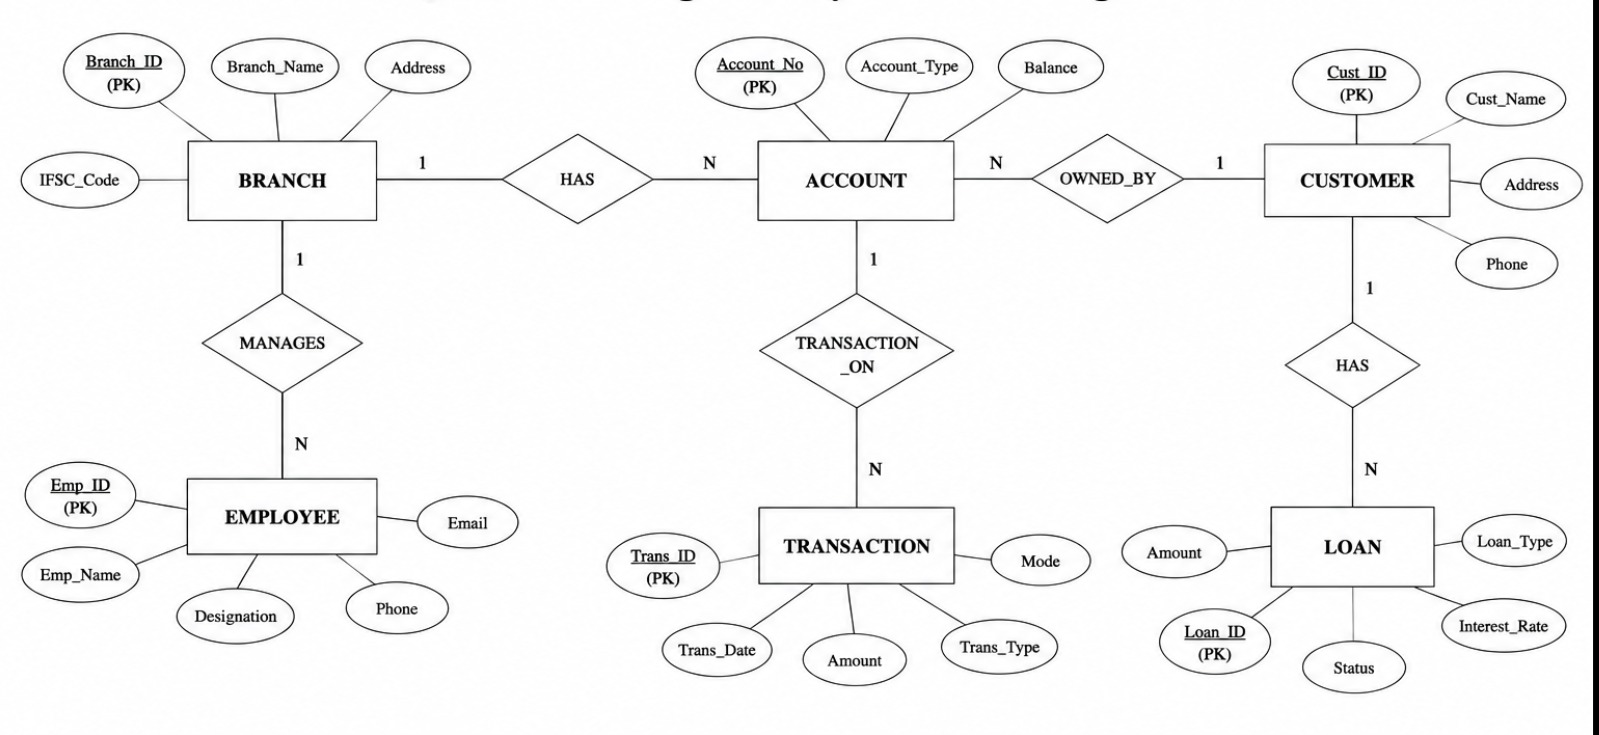 Branch_ID
(PK)
Branch_Name
Address
Account_No
(PK)
Account_Type
Balance
Cust_ID
(PK)
Cust_Name
IFSC_Code
BRANCH
1
HAS
N
ACCOUNT
N
OWNED_BY
1
CUSTOMER
Address
Phone
1
1
1
MANAGES
TRANSACTION
_ON
HAS
N
N
N
Emp_ID
(PK)
EMPLOYEE
Email
Emp_Name
Designation
Phone
Trans_ID
(PK)
TRANSACTION
Mode
Trans_Date
Amount
Trans_Type
Amount
LOAN
Loan_Type
Loan_ID
(PK)
Status
Interest_Rate